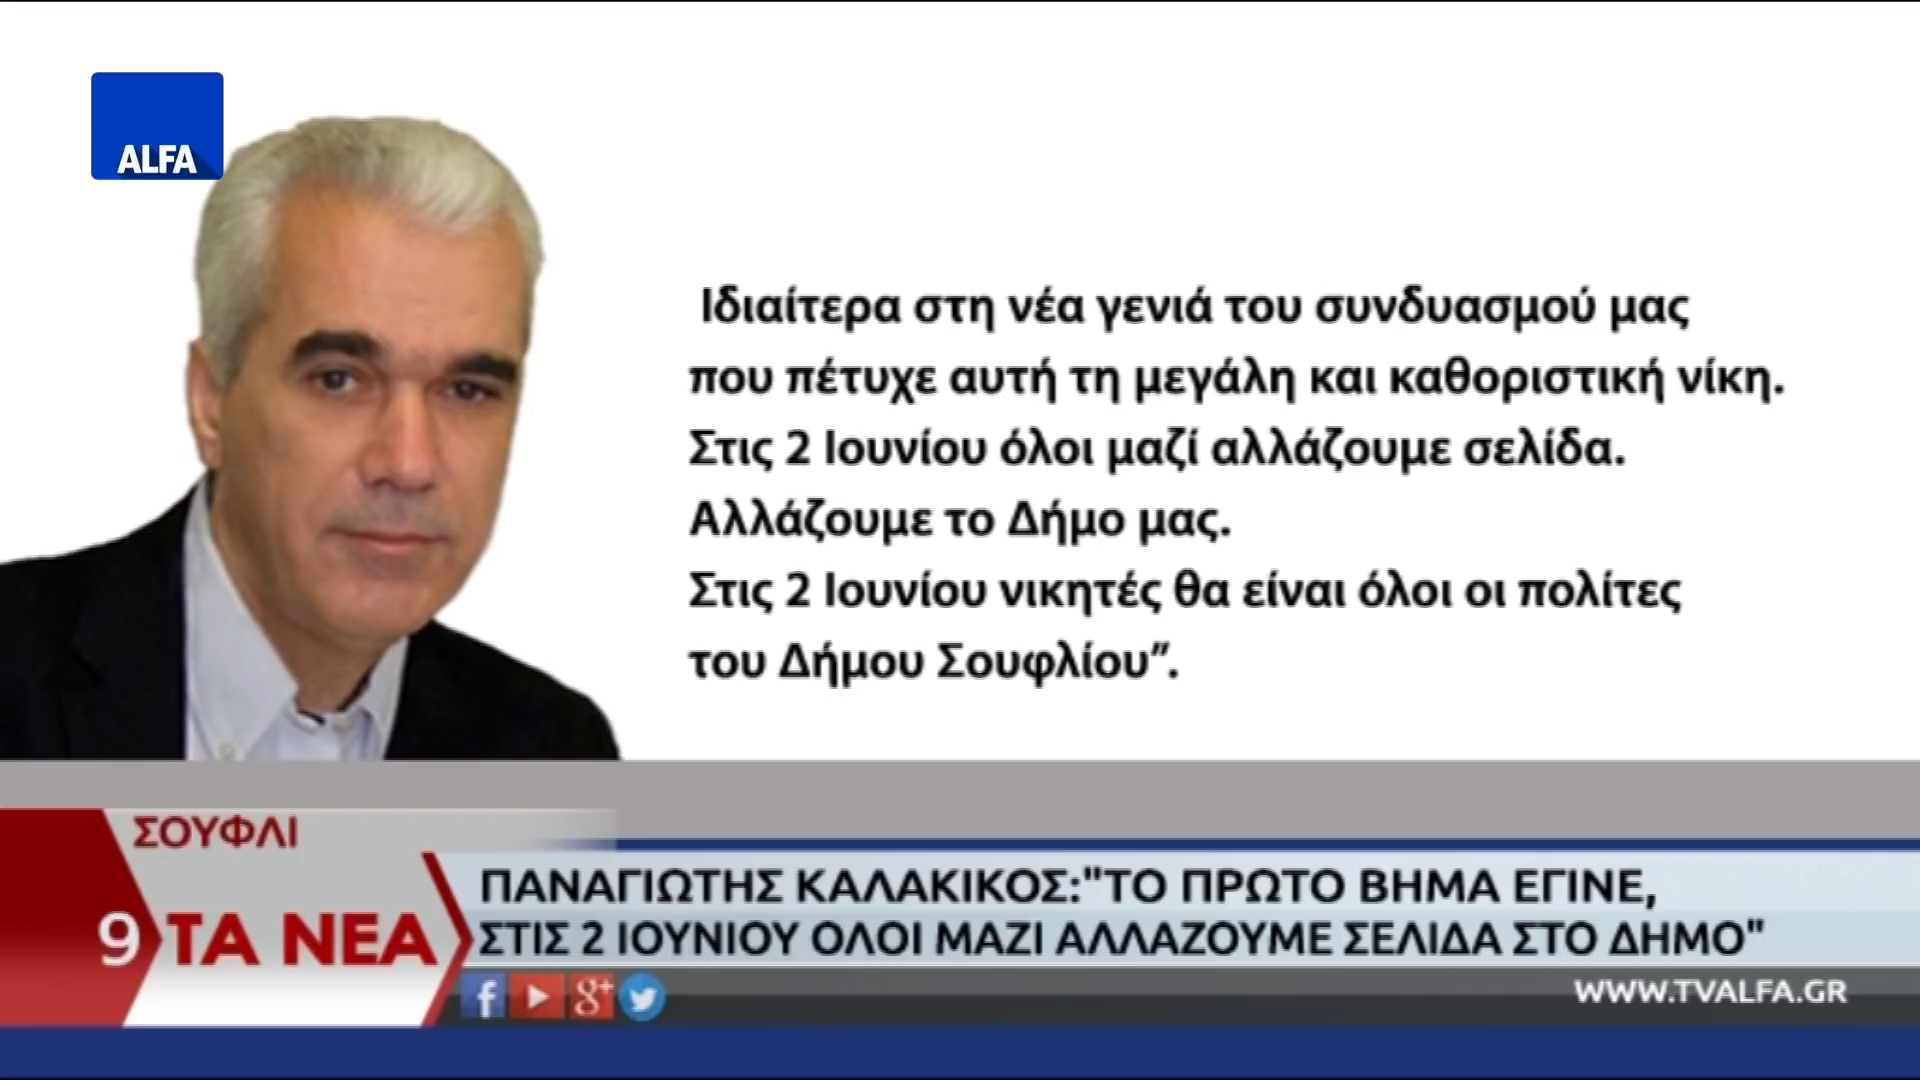 ALFA
Ιδιαίτερα στη νέα γενιά του συνδυασμού μας
που πέτυχε αυτή τη μεγάλη και καθοριστική νίκη.
Στις 2 Ιουνίου όλοι μαζί αλλάζουμε σελίδα.
Αλλάζουμε το Δήμο μας.
Στις 2 Ιουνίου νικητές θα είναι όλοι οι πολίτες
του Δήμου Σουφλίου”.
ΣΟΥΦΛΙ
9 ΤΑ ΝΕΑ
ΠΑΝΑΓΙΩΤΗΣ ΚΑΛΑΚΙΚΟΣ:"ΤΟ ΠΡΩΤΟ ΒΗΜΑ ΕΓΙΝΕ,
ΣΤΙΣ 2 ΙΟΥΝΙΟΥ ΟΛΟΙ ΜΑΖΙ ΑΛΛΑΖΟΥΜΕ ΣΕΛΙΔΑ ΣΤΟ ΔΗΜΟ"
f g+
WWW.TVALFA.GR